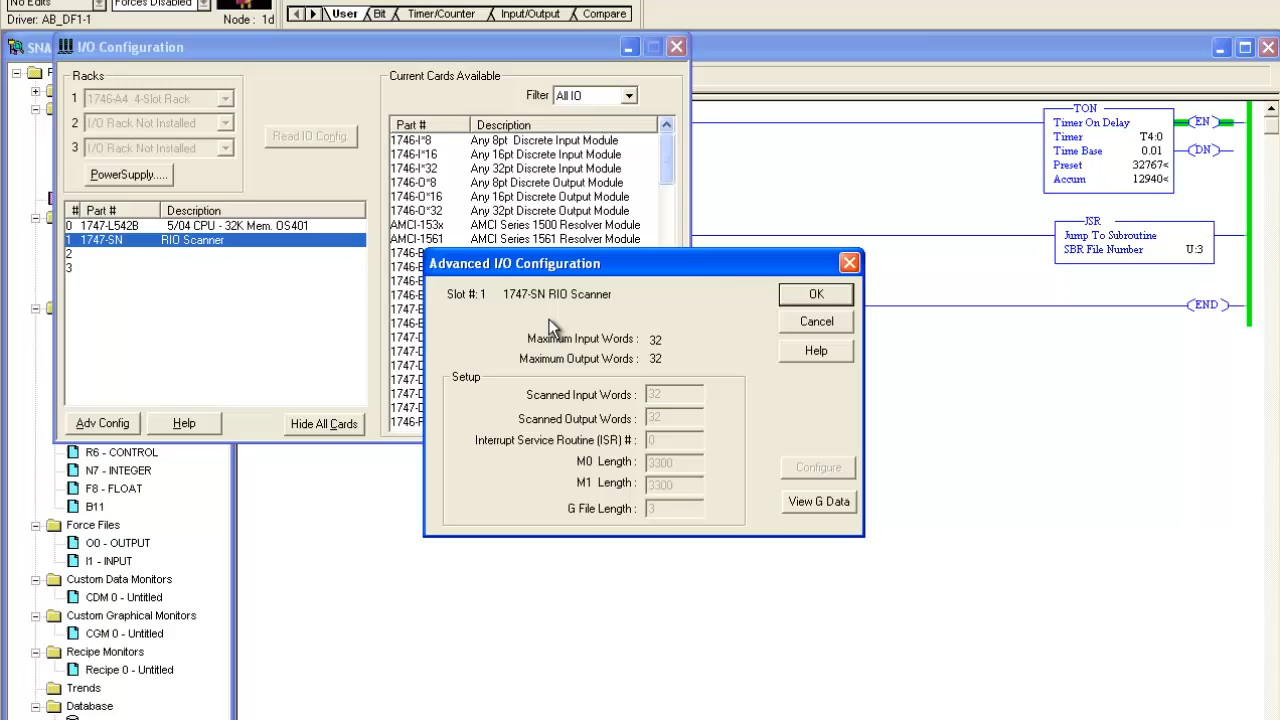 No Edits Forces Disabled
Driver: AB_DF1-1 Node: 1d
User Bit Timer/Counter Input/Output Compare
SNA
I/O Configuration
Racks
1 1746-A4 4-Slot Rack
2 I/O Rack Not Installed
3 I/O Rack Not Installed
Read IO Config.
PowerSupply.....
# Part # Description
0 1747-L542B 5/04 CPU - 32K Mem. OS401
1 1747-SN RIO Scanner
2
3
Adv Config Help Hide All Cards
Current Cards Available
Filter All IO
Part # Description
1746-I*8 Any 8pt Discrete Input Module
1746-I*16 Any 16pt Discrete Input Module
1746-I*32 Any 32pt Discrete Input Module
1746-O*8 Any 8pt Discrete Output Module
1746-O*16 Any 16pt Discrete Output Module
1746-O*32 Any 32pt Discrete Output Module
AMCI-153x AMCI Series 1500 Resolver Module
AMCI-1561 AMCI Series 1561 Resolver Module
Advanced I/O Configuration
Slot #: 1 1747-SN RIO Scanner
Maximum Input Words : 32
Maximum Output Words : 32
Setup
Scanned Input Words : 32
Scanned Output Words : 32
Interrupt Service Routine (ISR) # : 0
M0 Length : 3300
M1 Length : 3300
G File Length : 3
OK
Cancel
Help
Configure
View G Data
TON
Timer On Delay
Timer T4:0
Time Base 0.01
Preset 32767<
Accum 12940<
EN
DN
JSR
Jump To Subroutine
SBR File Number U:3
END
R6 - CONTROL
N7 - INTEGER
F8 - FLOAT
B11
Force Files
O0 - OUTPUT
I1 - INPUT
Custom Data Monitors
CDM 0 - Untitled
Custom Graphical Monitors
CGM 0 - Untitled
Recipe Monitors
Recipe 0 - Untitled
Trends
Database